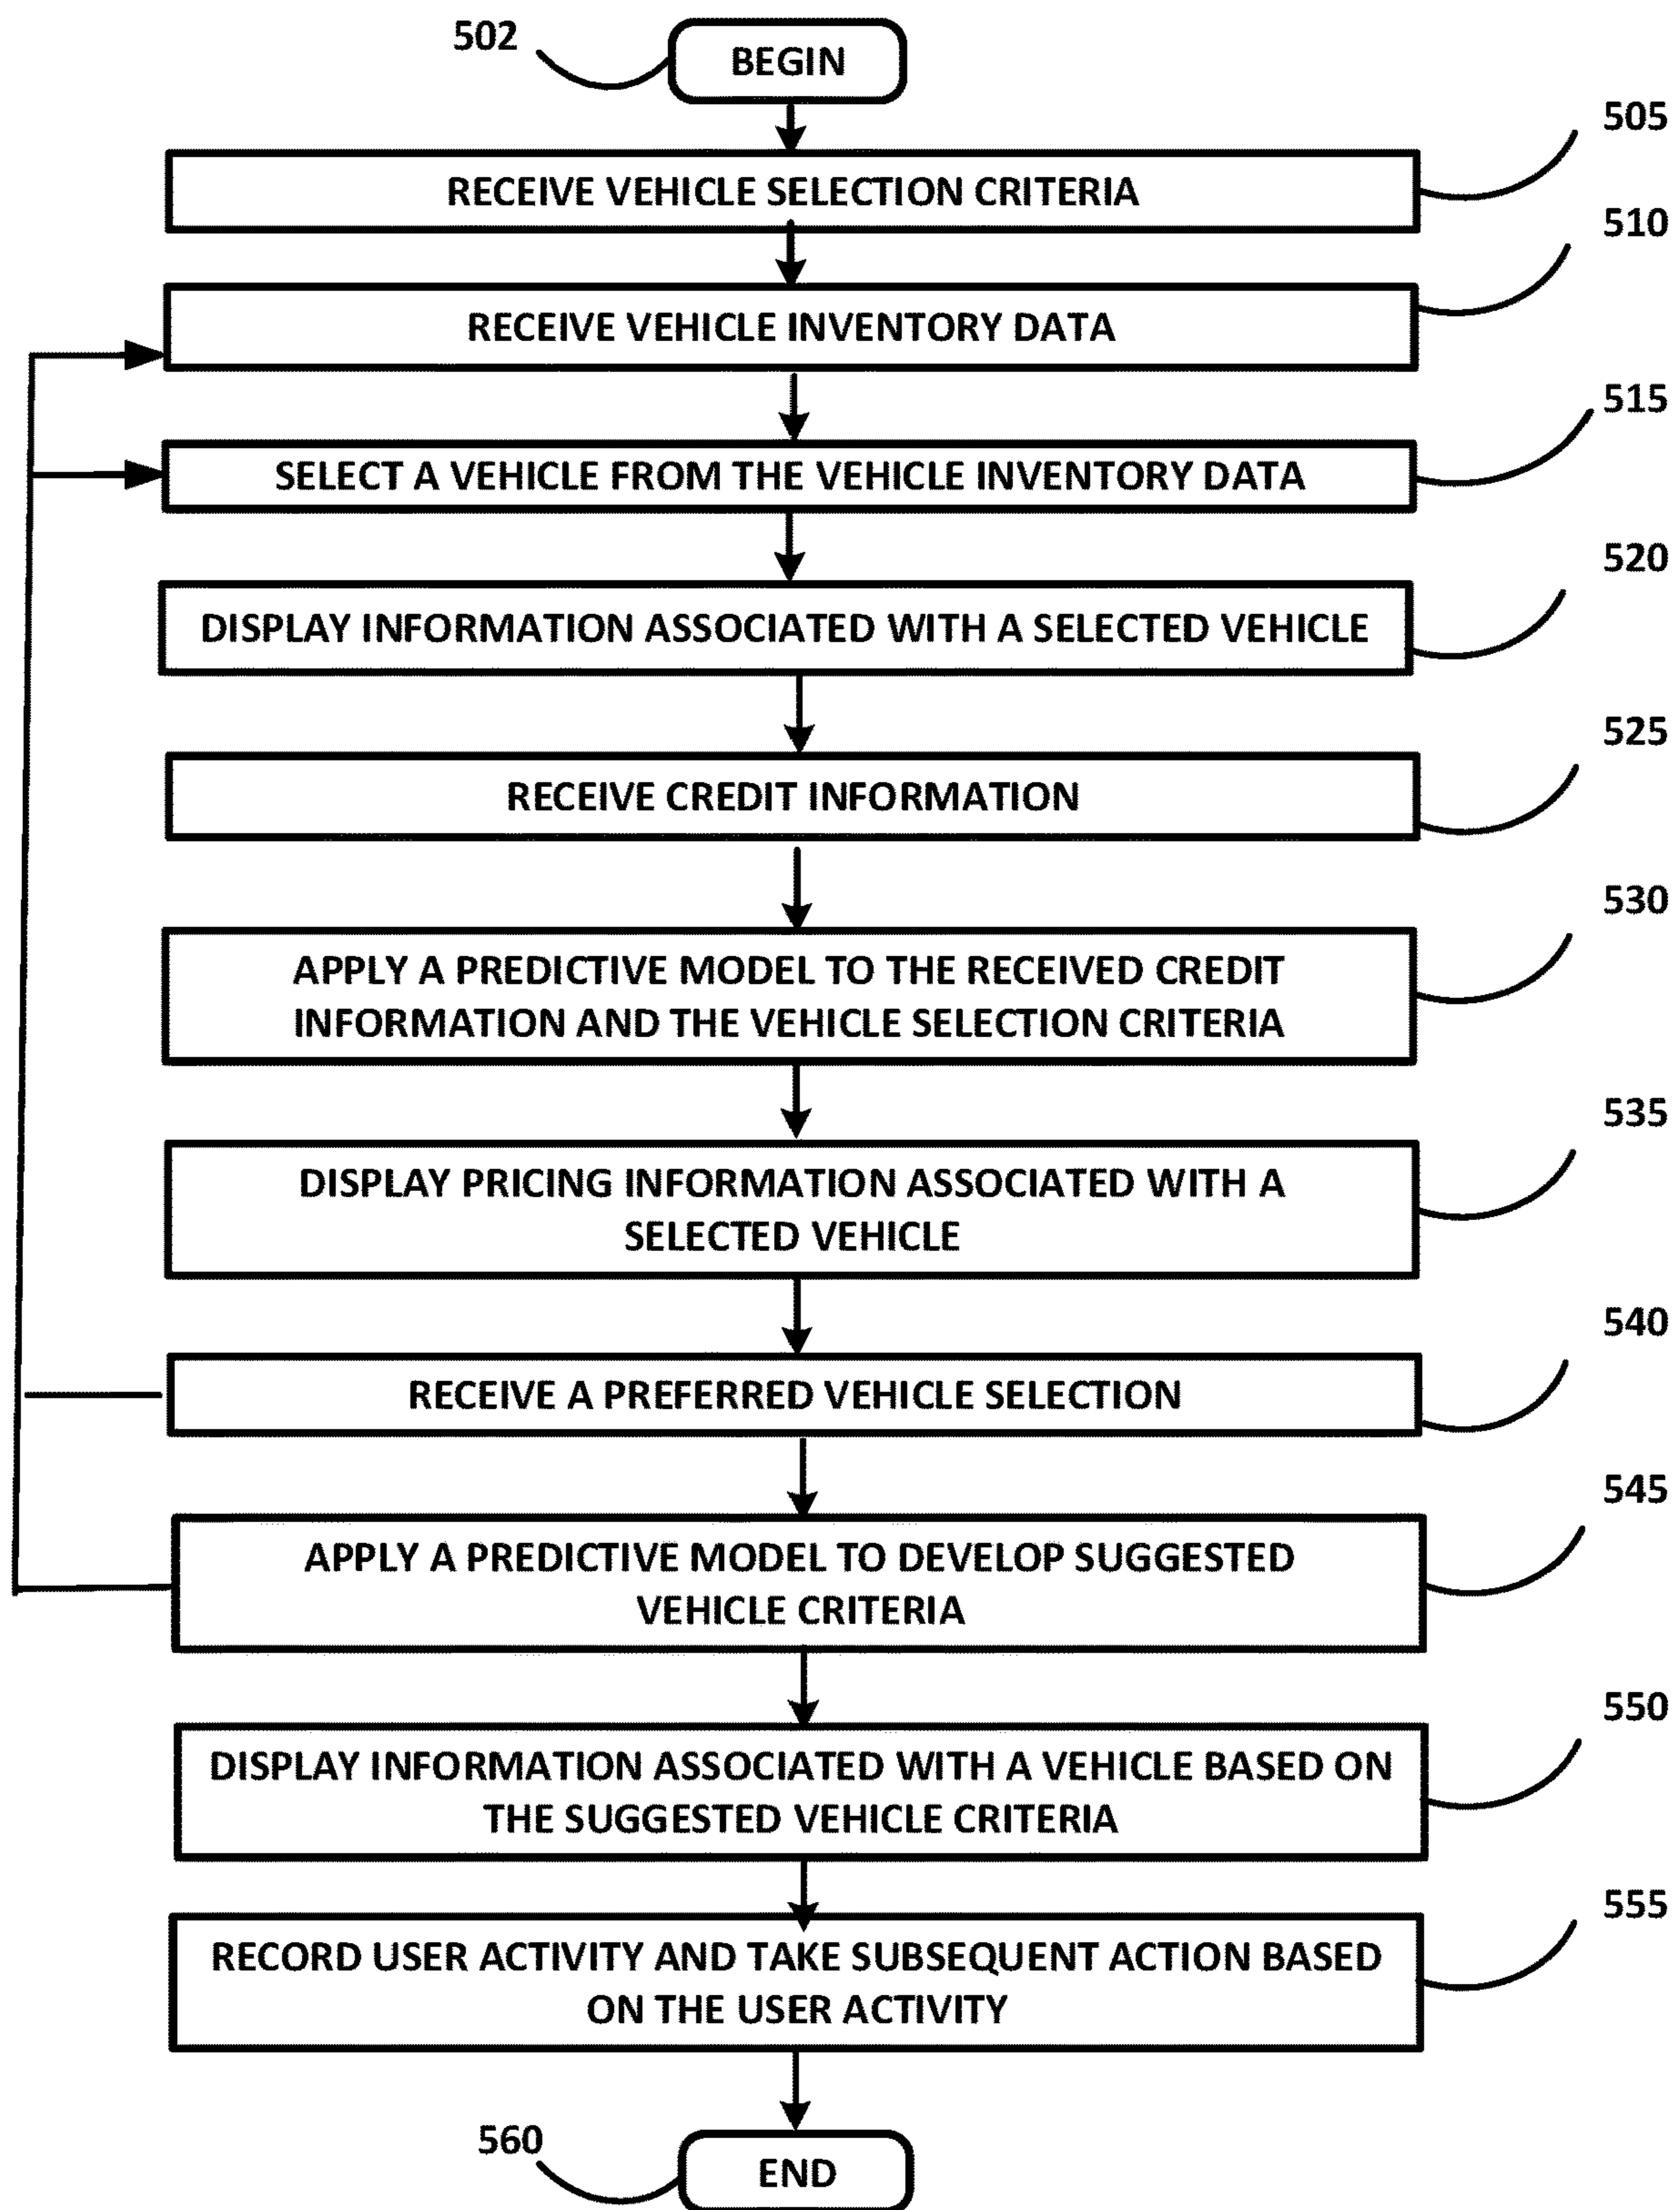 502
BEGIN
505
RECEIVE VEHICLE SELECTION CRITERIA
510
RECEIVE VEHICLE INVENTORY DATA
515
SELECT A VEHICLE FROM THE VEHICLE INVENTORY DATA
520
DISPLAY INFORMATION ASSOCIATED WITH A SELECTED VEHICLE
525
RECEIVE CREDIT INFORMATION
530
APPLY A PREDICTIVE MODEL TO THE RECEIVED CREDIT
INFORMATION AND THE VEHICLE SELECTION CRITERIA
535
DISPLAY PRICING INFORMATION ASSOCIATED WITH A
SELECTED VEHICLE
540
RECEIVE A PREFERRED VEHICLE SELECTION
545
APPLY A PREDICTIVE MODEL TO DEVELOP SUGGESTED
VEHICLE CRITERIA
550
DISPLAY INFORMATION ASSOCIATED WITH A VEHICLE BASED ON
THE SUGGESTED VEHICLE CRITERIA
555
RECORD USER ACTIVITY AND TAKE SUBSEQUENT ACTION BASED
ON THE USER ACTIVITY
560
END